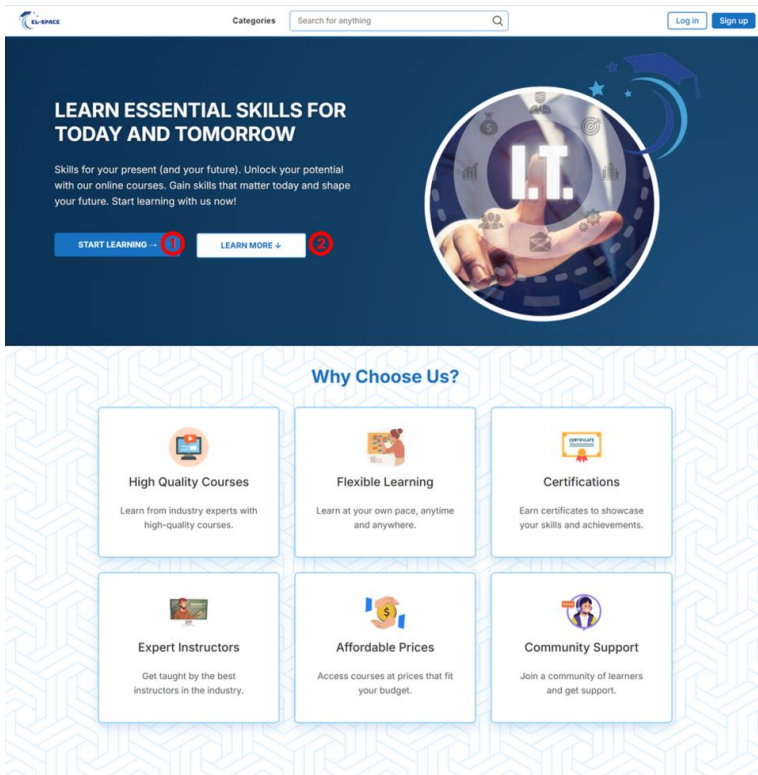 EL-SPACE
Categories
Search for anything
Log in
Sign up
LEARN ESSENTIAL SKILLS FOR
TODAY AND TOMORROW
Skills for your present (and your future). Unlock your potential
with our online courses. Gain skills that matter today and shape
your future. Start learning with us now!
START LEARNING →
1
LEARN MORE ↓
2
I.T.
Why Choose Us?
High Quality Courses
Learn from industry experts with
high-quality courses.
Flexible Learning
Learn at your own pace, anytime
and anywhere.
CERTIFICATE
Certifications
Earn certificates to showcase
your skills and achievements.
Expert Instructors
Get taught by the best
instructors in the industry.
Affordable Prices
Access courses at prices that fit
your budget.
Community Support
Join a community of learners
and get support.